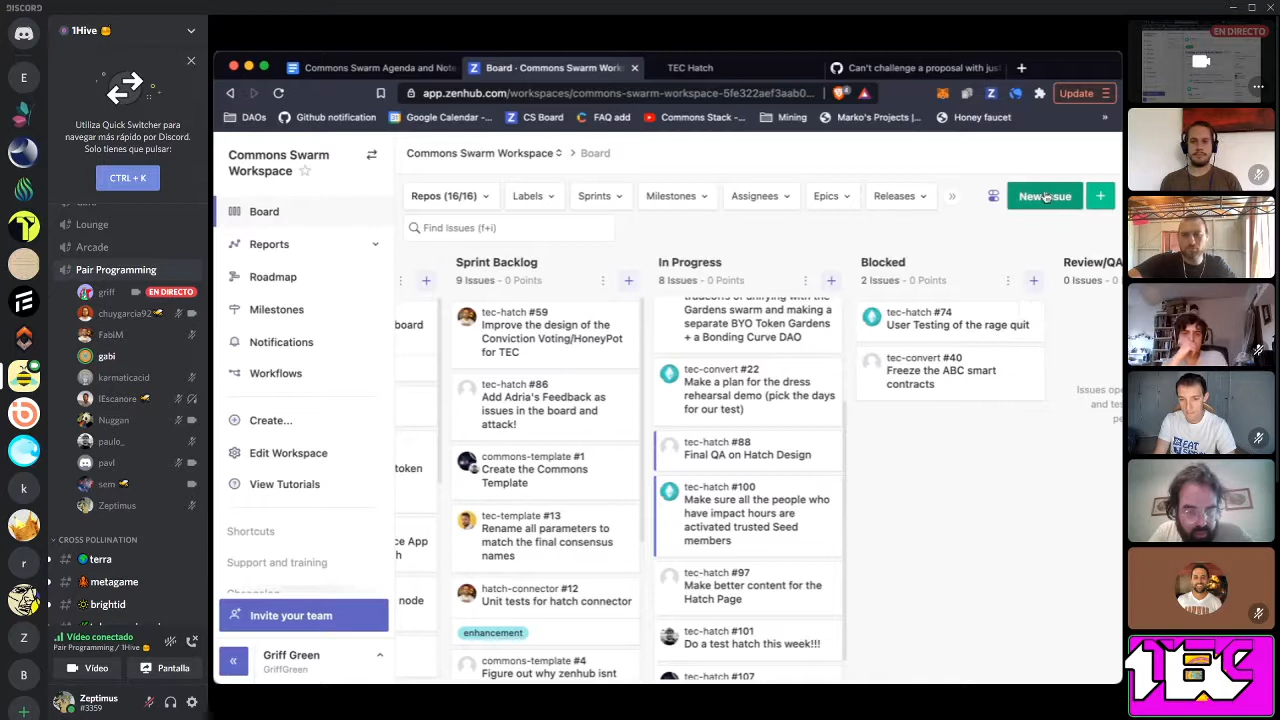 DISCORD
1Hive
Utiliza Quick Switcher para
navegar más rápido por Discord.
Solo tienes que pulsar:
CTRL + K
Lounge
Arcade
Pair Programming
griff
EN DIRECTO
chuygarcia92
FabiM
gabi
karmaticacid
lEscanore
Nuggan
paulo_
pavl
sem
Zeptimus
CROSS POLLINATION
terra
metagame
brightid
Vídeo conectado
Pair Programming / 1Hive
Vídeo
Pantalla
Zeptimus
#3359
E
k
r
Z
B
Commons Swarm Agenda and Note
Board - Commons Swarm Work
TEC Hatch
Can't challenge a proposal with jus
app.zenhub.com/workspaces/commons-swarm-workspace-5fe322aef3aab0...
Update
DAOs
Github notification
Google Calendar -...
CS Board
FAQ add
Commons Stack -...
Mining
Marko's Projects |...
Honey faucet
Commons Swarm
Workspace
Board
Reports
Roadmap
Milestones
Notifications
Workflows
Create...
Edit Workspace
View Tutorials
Shortcuts
Support and training
Invite your team
Griff Green
GriffGreen
Commons Swarm Workspace
Board
Repos (16/16)
Labels
Sprints
Milestones
Assignees
Epics
Releases
New Issue
Find Issues (f+i)
board
token
ce App
h
node
Sprint Backlog
9 Issues - 0 Points
tec-hatch #59
Improve the design of the
Conviction Voting/HoneyPot
for TEC
tec-hatch #86
Add Adria's Feedback as
issues in the board and
attack!
commons-template #1
Create the Commons
Template
tec-template #13
Rename all parameters to
match the final consensus
names
hatch-connector #12
Unit tests for hatch connector
enhancement
commons-template #4
Figure out why zenhub isnt
In Progress
8 Issues - 0 Points
Gardens swarm and making a
separate BYO Token Gardens
+ a Bonding Curve DAO
tec-convert #22
Make a plan for the dress
rehearsal demo (pick the days
for our test)
tec-hatch #88
Final QA on Hatch Design
tec-hatch #100
Make sure all the people who
have impact hours are
activated trusted Seed
members
tec-hatch #97
Make better content for the
Hatch Page
tec-hatch #101
Do a test hatch this week!!!
tec-hatch #107
Blocked
2 Issues - 0 Points
tec-hatch #74
User Testing of the rage quit
tec-convert #40
Freeze the ABC smart
contracts
Review/QA
0 Issues - 0
Issues ope
and te
EN DIRECTO
TEC